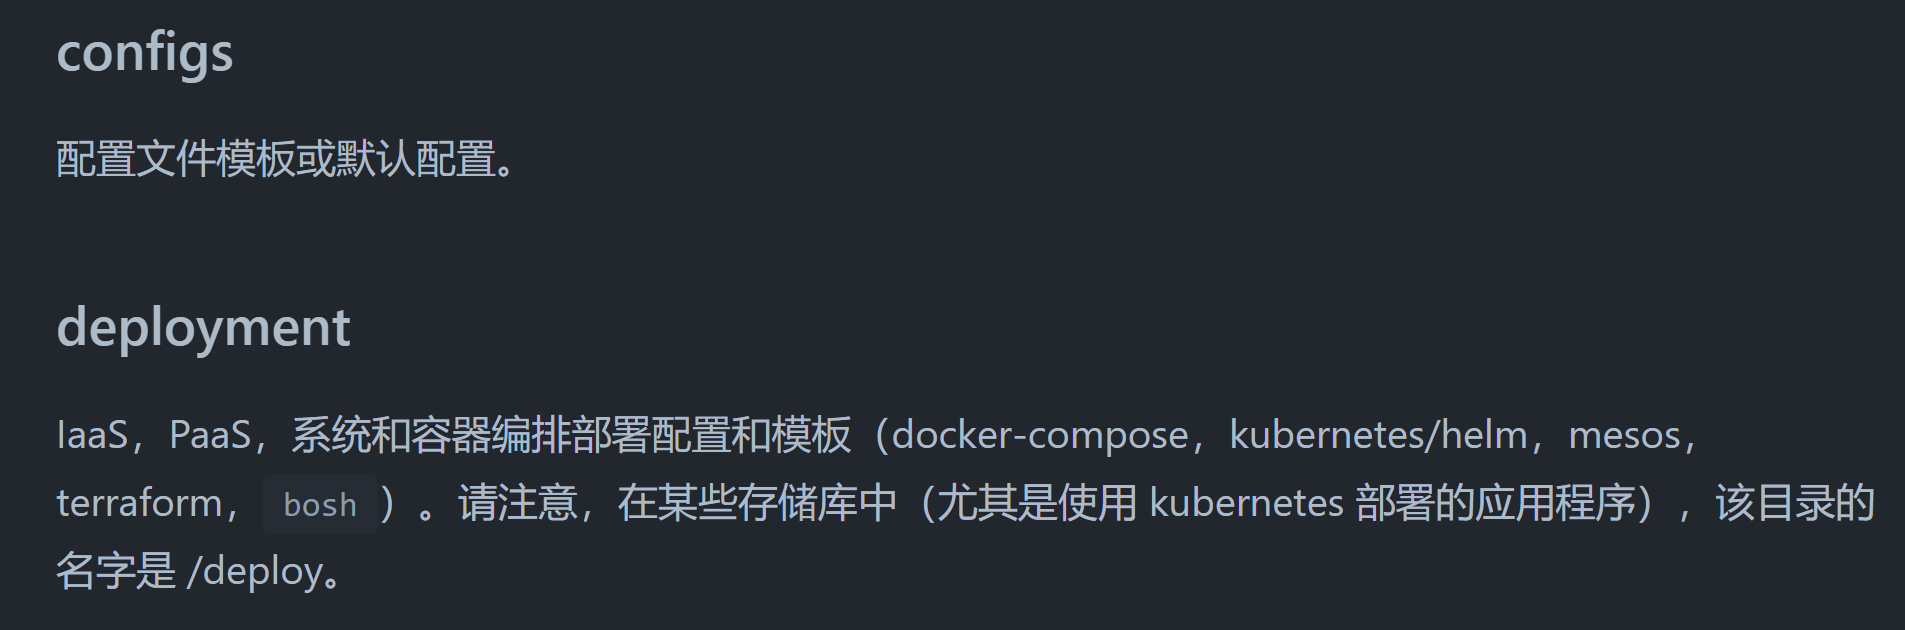 configs
配置文件模板或默认配置。
deployment
IaaS，PaaS，系统和容器编排部署配置和模板（docker-compose，kubernetes/helm，mesos，
terraform，bosh）。请注意，在某些存储库中（尤其是使用 kubernetes 部署的应用程序），该目录的
名字是 /deploy。